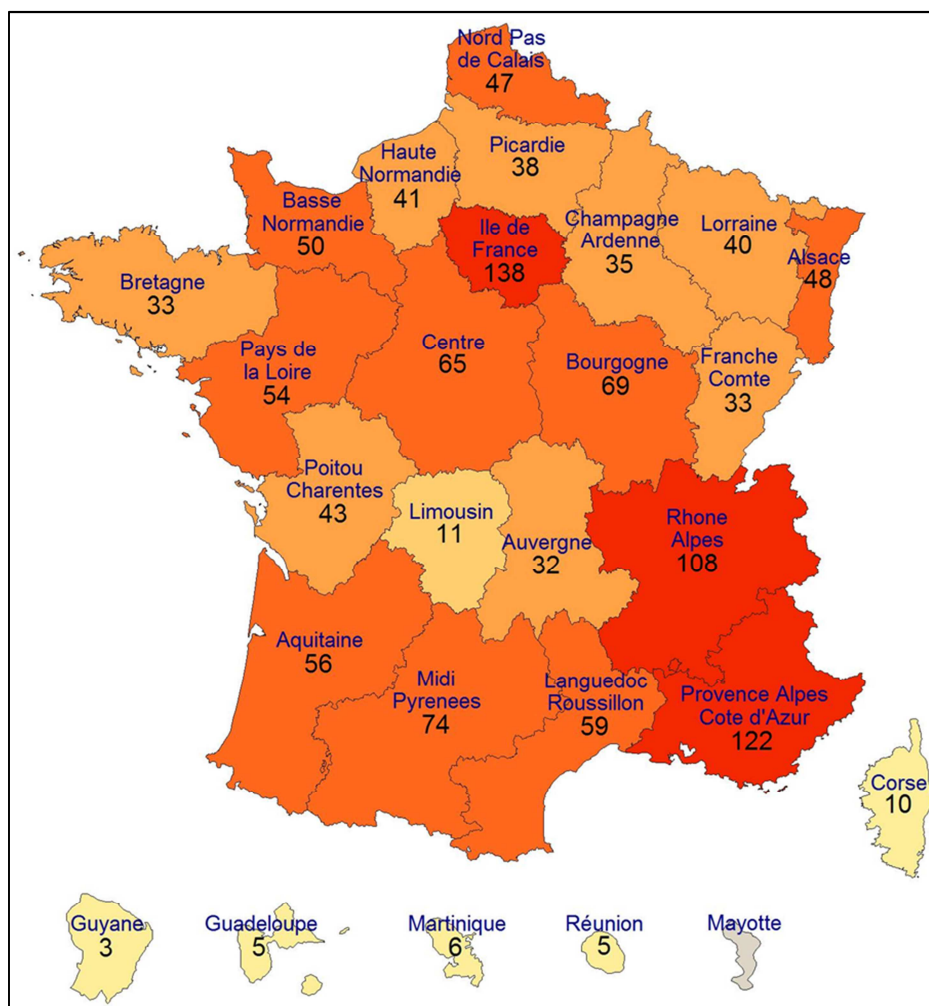 Nord Pas
de Calais
47
Picardie
38
Haute
Normandie
41
Basse
Normandie
50
Ile de
France
138
Champagne
Ardenne
35
Lorraine
40
Alsace
48
Bretagne
33
Pays de
la Loire
54
Centre
65
Bourgogne
69
Franche
Comte
33
Poitou
Charentes
43
Limousin
11
Auvergne
32
Rhone
Alpes
108
Aquitaine
56
Midi
Pyrenees
74
Languedoc
Roussillon
59
Provence Alpes
Cote d'Azur
122
Corse
10
Guyane
3
Guadeloupe
5
Martinique
6
Réunion
5
Mayotte